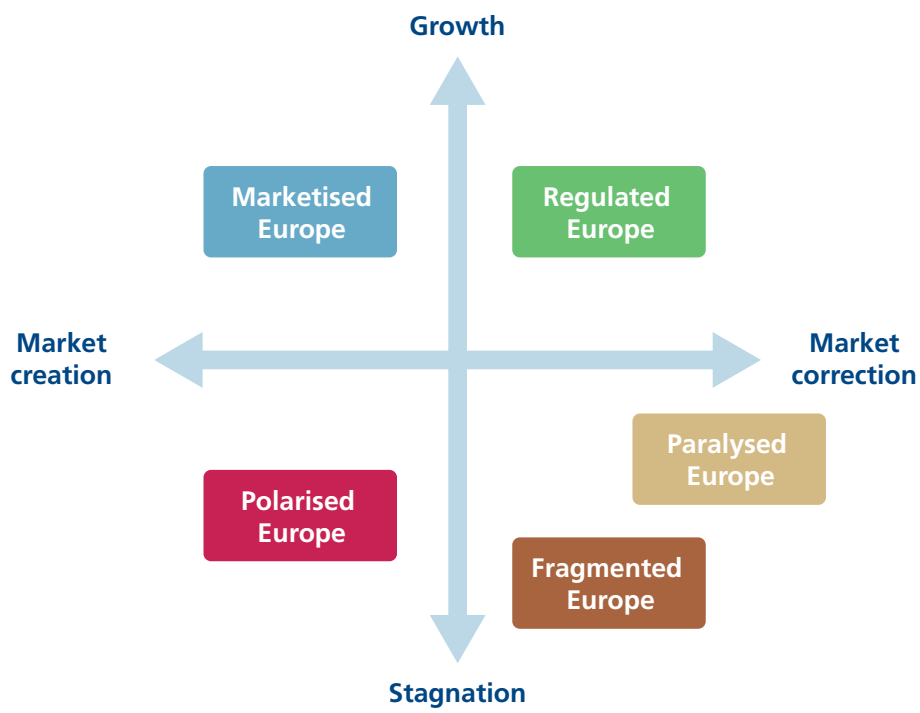 Growth
Marketised
Europe
Regulated
Europe
Market
creation
Market
correction
Paralysed
Europe
Polarised
Europe
Fragmented
Europe
Stagnation